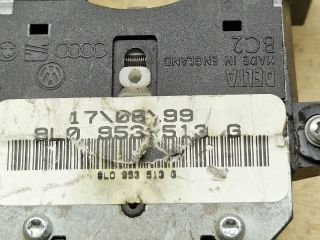 DELTA
MADE IN ENGLAND
BC2
17\08\99
8L0 953 513 G
8L0 953 513 G